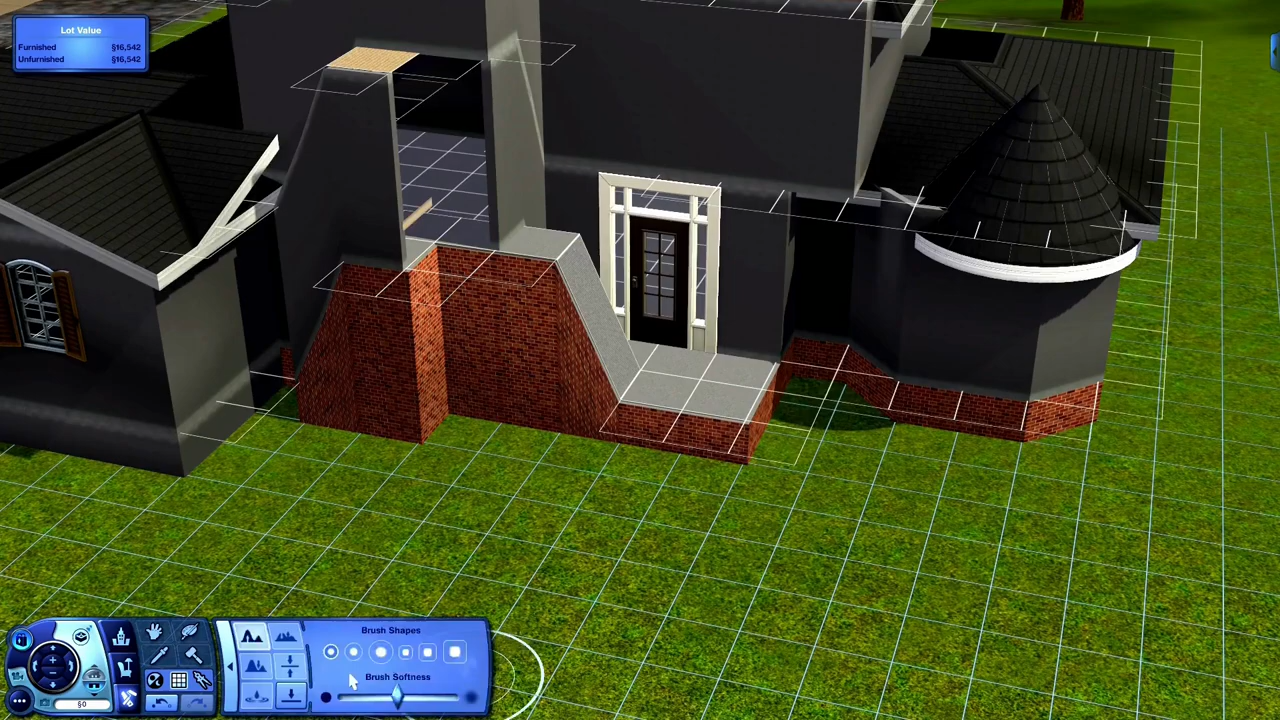 Lot Value
Furnished §16,542
Unfurnished §16,542
Brush Shapes
Brush Softness
§0